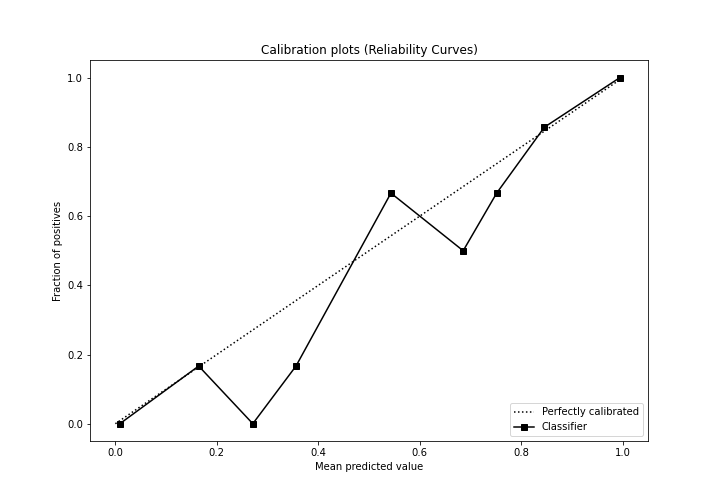 Calibration plots (Reliability Curves)
1.0
0.8
0.6
0.4
0.2
0.0
Fraction of positives
Perfectly calibrated
Classifier
0.0 0.2 0.4 0.6 0.8 1.0
Mean predicted value